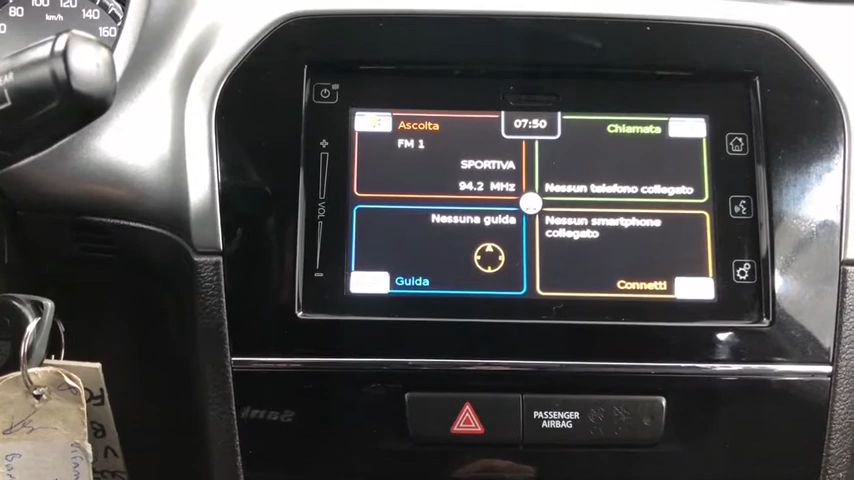 80
100
120
140
160
km/h
Ascolta
07:50
Chiamata
FM 1
SPORTIVA
94.2 MHz
Nessun telefono collegato
Nessuna guida
Nessun smartphone
collegato
Guida
Connetti
VOL
PASSENGER
AIRBAG